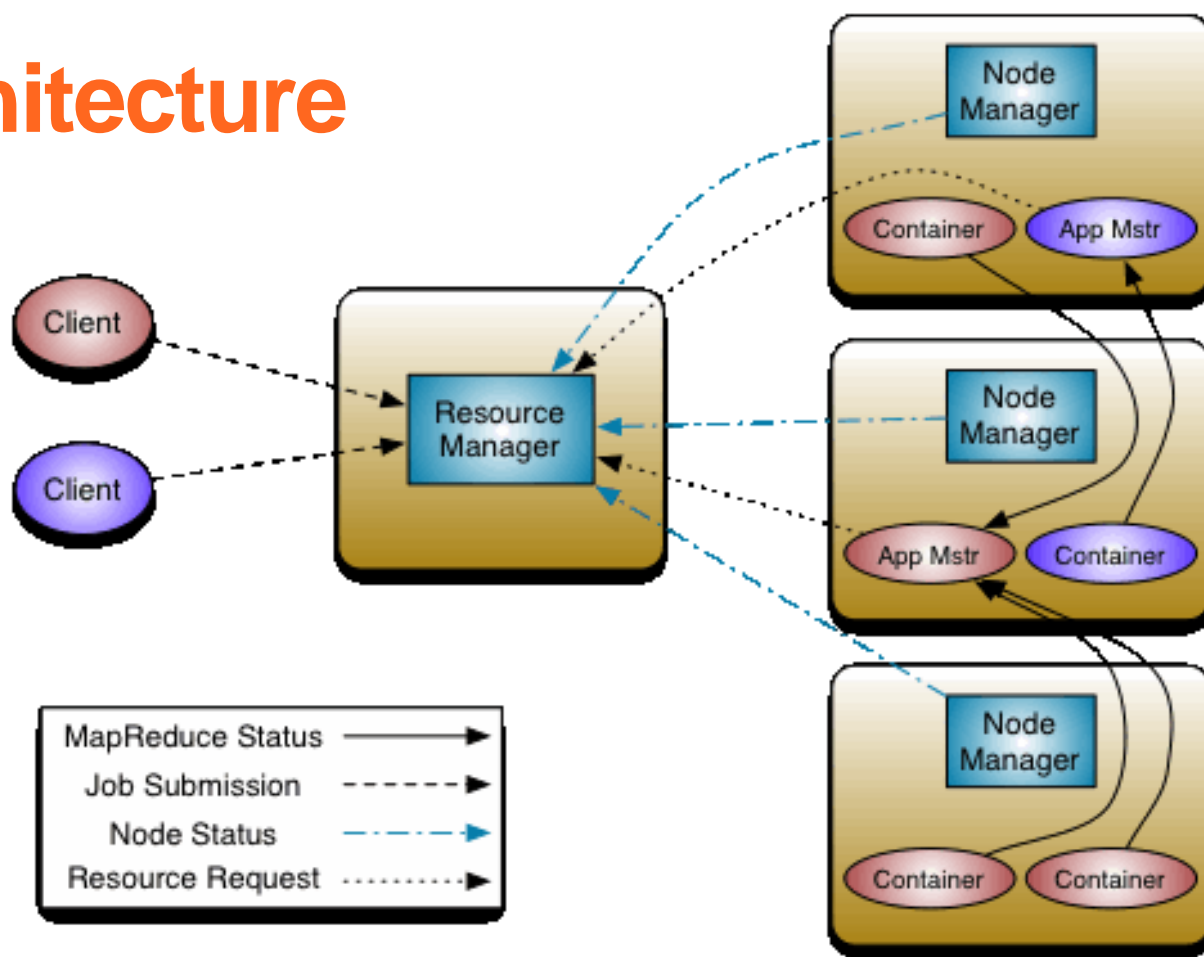 hitecture
Node
Manager
Container
App Mstr
Client
Client
Resource
Manager
Node
Manager
App Mstr
Container
Node
Manager
Container
Container
MapReduce Status
Job Submission
Node Status
Resource Request